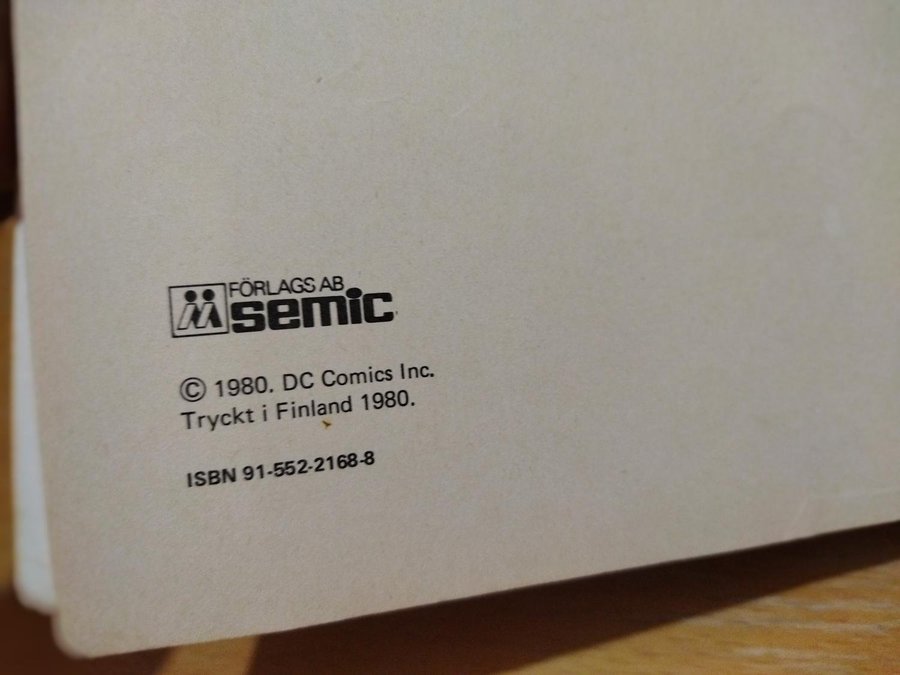 FÖRLAGS AB
semic
© 1980. DC Comics Inc.
Tryckt i Finland 1980.
ISBN 91-552-2168-8